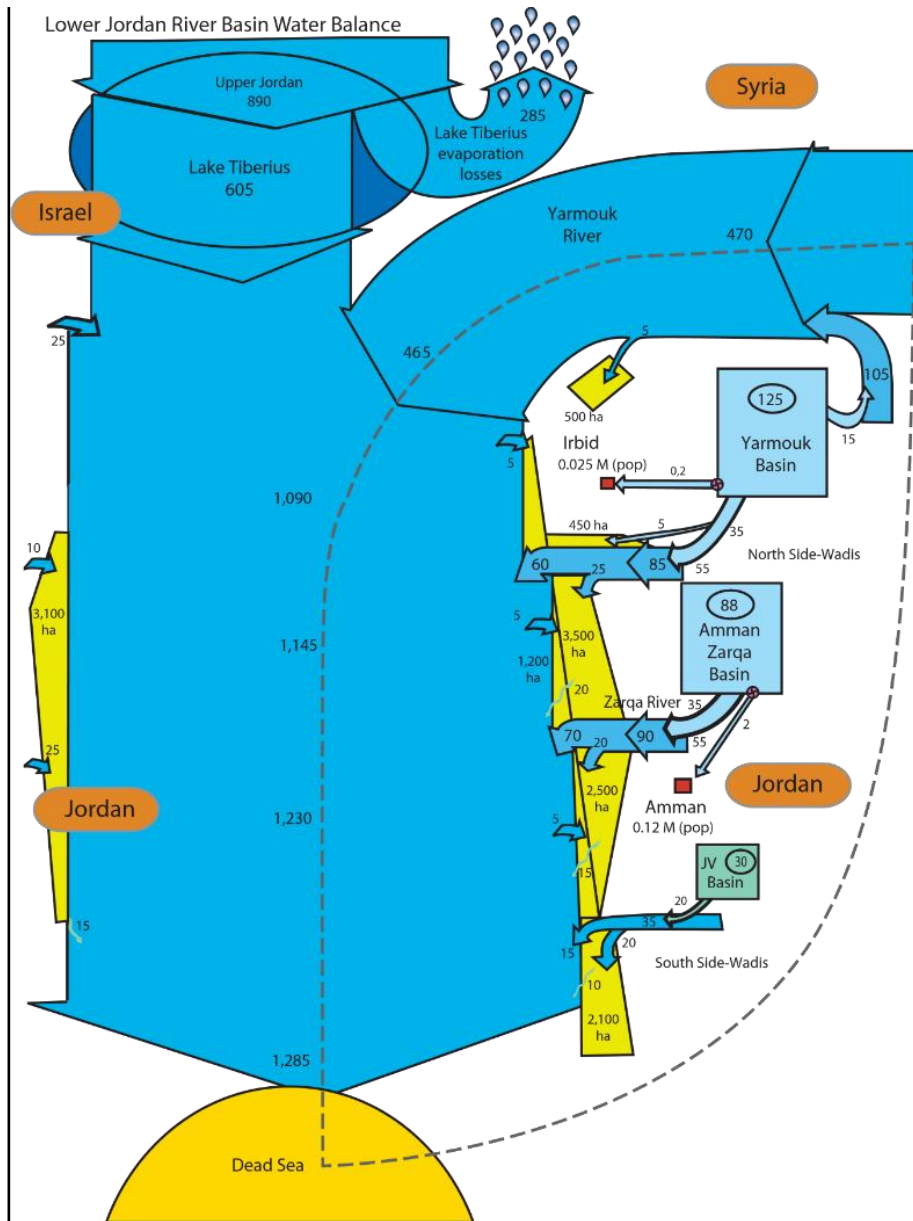 Lower Jordan River Basin Water Balance
Upper Jordan
890
285
Lake Tiberius
evaporation
losses
Syria
Lake Tiberius
605
Israel
Yarmouk
River
470
25
465
5
105
500 ha
125
Yarmouk
Basin
15
Irbid
0.025 M (pop)
0,2
5
1,090
450 ha
5
35
North Side-Wadis
10
60
25
85
55
88
Amman
Zarqa
Basin
3,100
ha
5
3,500
ha
1,145
1,200
ha
20
Zarqa River
35
2
25
70
20
90
55
Jordan
Jordan
2,500
ha
Amman
0.12 M (pop)
1,230
5
JV
30
Basin
15
20
15
35
15
20
South Side-Wadis
10
2,100
ha
1,285
Dead Sea